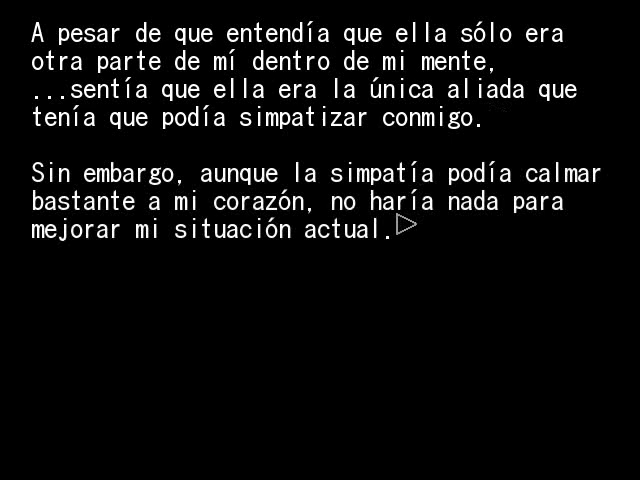 A pesar de que entendía que ella sólo era
otra parte de mí dentro de mi mente,
...sentía que ella era la única aliada que
tenía que podía simpatizar conmigo.
Sin embargo, aunque la simpatía podía calmar
bastante a mi corazón, no haría nada para
mejorar mi situación actual.